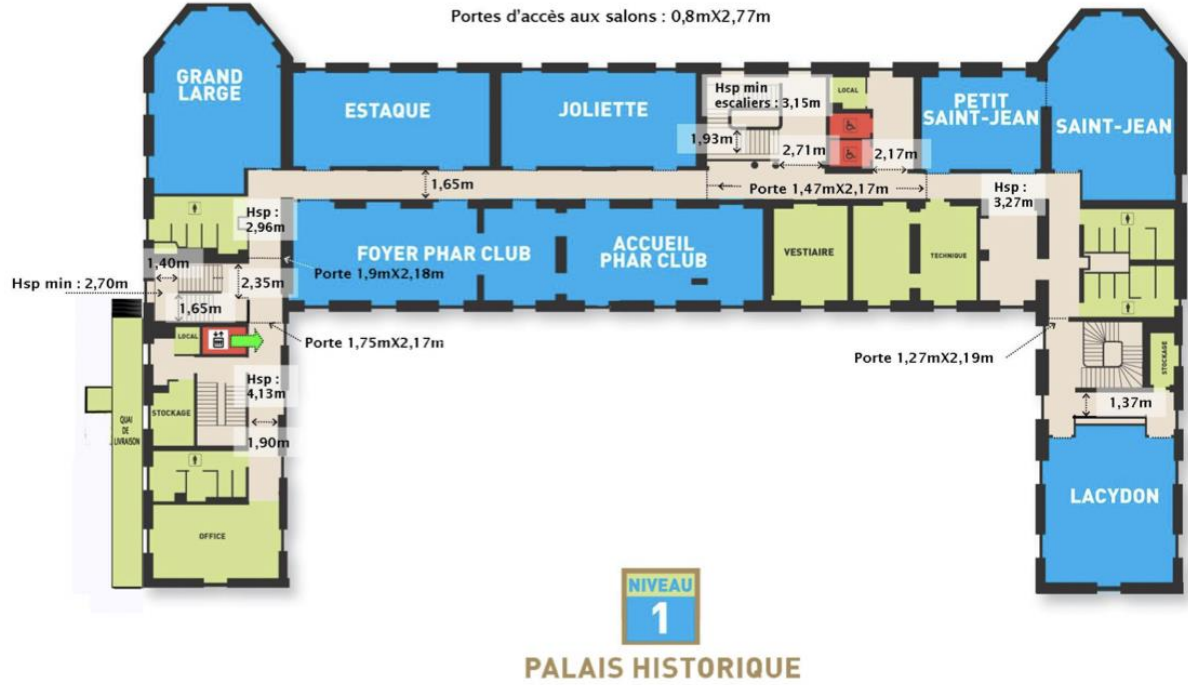 Portes d'accès aux salons : 0,8mX2,77m
GRAND
LARGE
ESTAQUE
JOLIETTE
Hsp min
escaliers : 3,15m
LOCAL
PETIT
SAINT-JEAN
SAINT-JEAN
1,93m
2,71m
2,17m
1,65m
Porte 1,47mX2,17m
Hsp :
3,27m
Hsp :
2,96m
FOYER PHAR CLUB
ACCUEIL
PHAR CLUB
VESTIAIRE
TECHNIQUE
1,40m
Hsp min : 2,70m
2,35m
Porte 1,9mX2,18m
1,65m
LOCAL
Porte 1,75mX2,17m
Porte 1,27mX2,19m
STOCKAGE
Hsp :
4,13m
STOCKAGE
QUAI
DE
LIVRAISON
1,90m
1,37m
LACYDON
OFFICE
NIVEAU
1
PALAIS HISTORIQUE